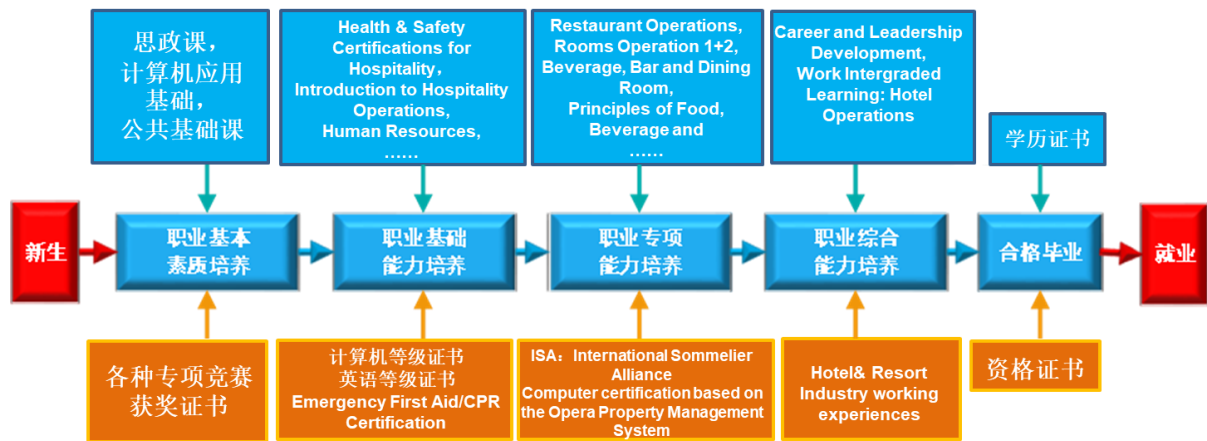 思政课，
计算机应用
基础，
公共基础课
Health & Safety
Certifications for
Hospitality，
Introduction to Hospitality
Operations,
Human Resources,
……
Restaurant Operations,
Rooms Operation 1+2,
Beverage, Bar and Dining
Room,
Principles of Food,
Beverage and
……
Career and Leadership
Development,
Work Intergraded
Learning: Hotel
Operations
学历证书
新生
职业基本
素质培养
职业基础
能力培养
职业专项
能力培养
职业综合
能力培养
合格毕业
就业
各种专项竞赛
获奖证书
计算机等级证书
英语等级证书
Emergency First Aid/CPR
Certification
ISA：International Sommelier
Alliance
Computer certification based on
the Opera Property Management
System
Hotel& Resort
Industry working
experiences
资格证书